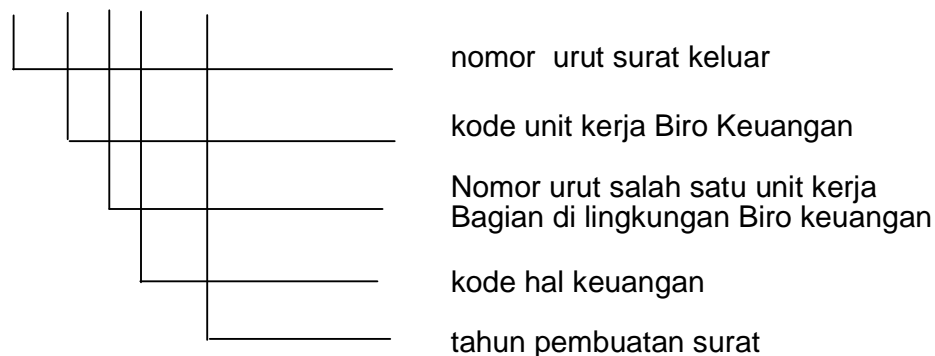 nomor urut surat keluar
kode unit kerja Biro Keuangan
Nomor urut salah satu unit kerja
Bagian di lingkungan Biro keuangan
kode hal keuangan
tahun pembuatan surat